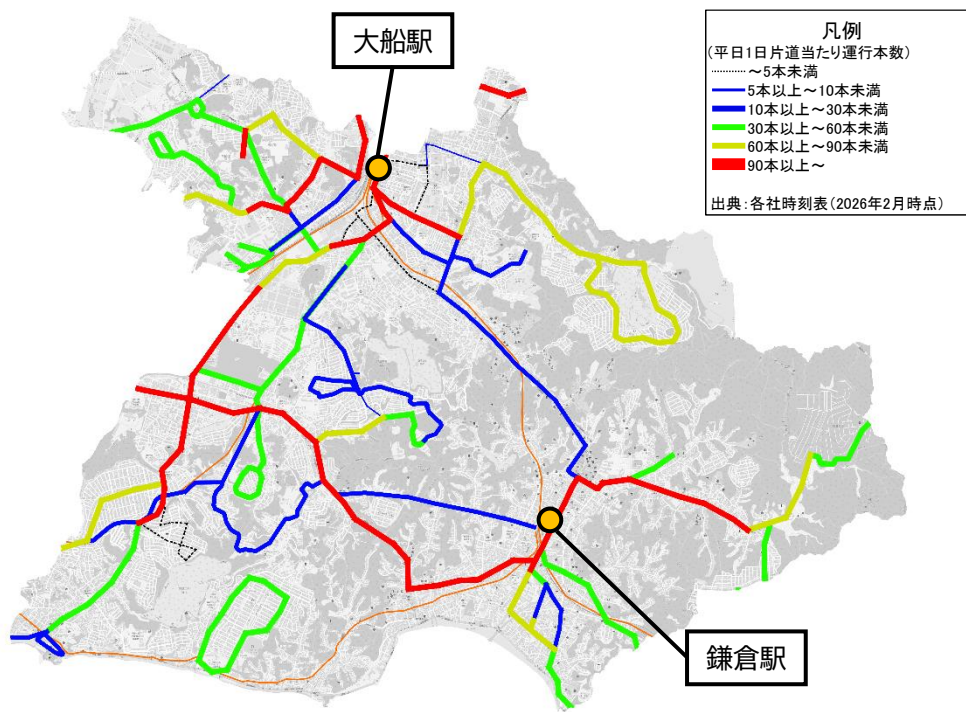 大船駅
凡例
(平日1日片道当たり運行本数)
～5本未満
5本以上～10本未満
10本以上～30本未満
30本以上～60本未満
60本以上～90本未満
90本以上～
出典:各社時刻表(2026年2月時点)
鎌倉駅